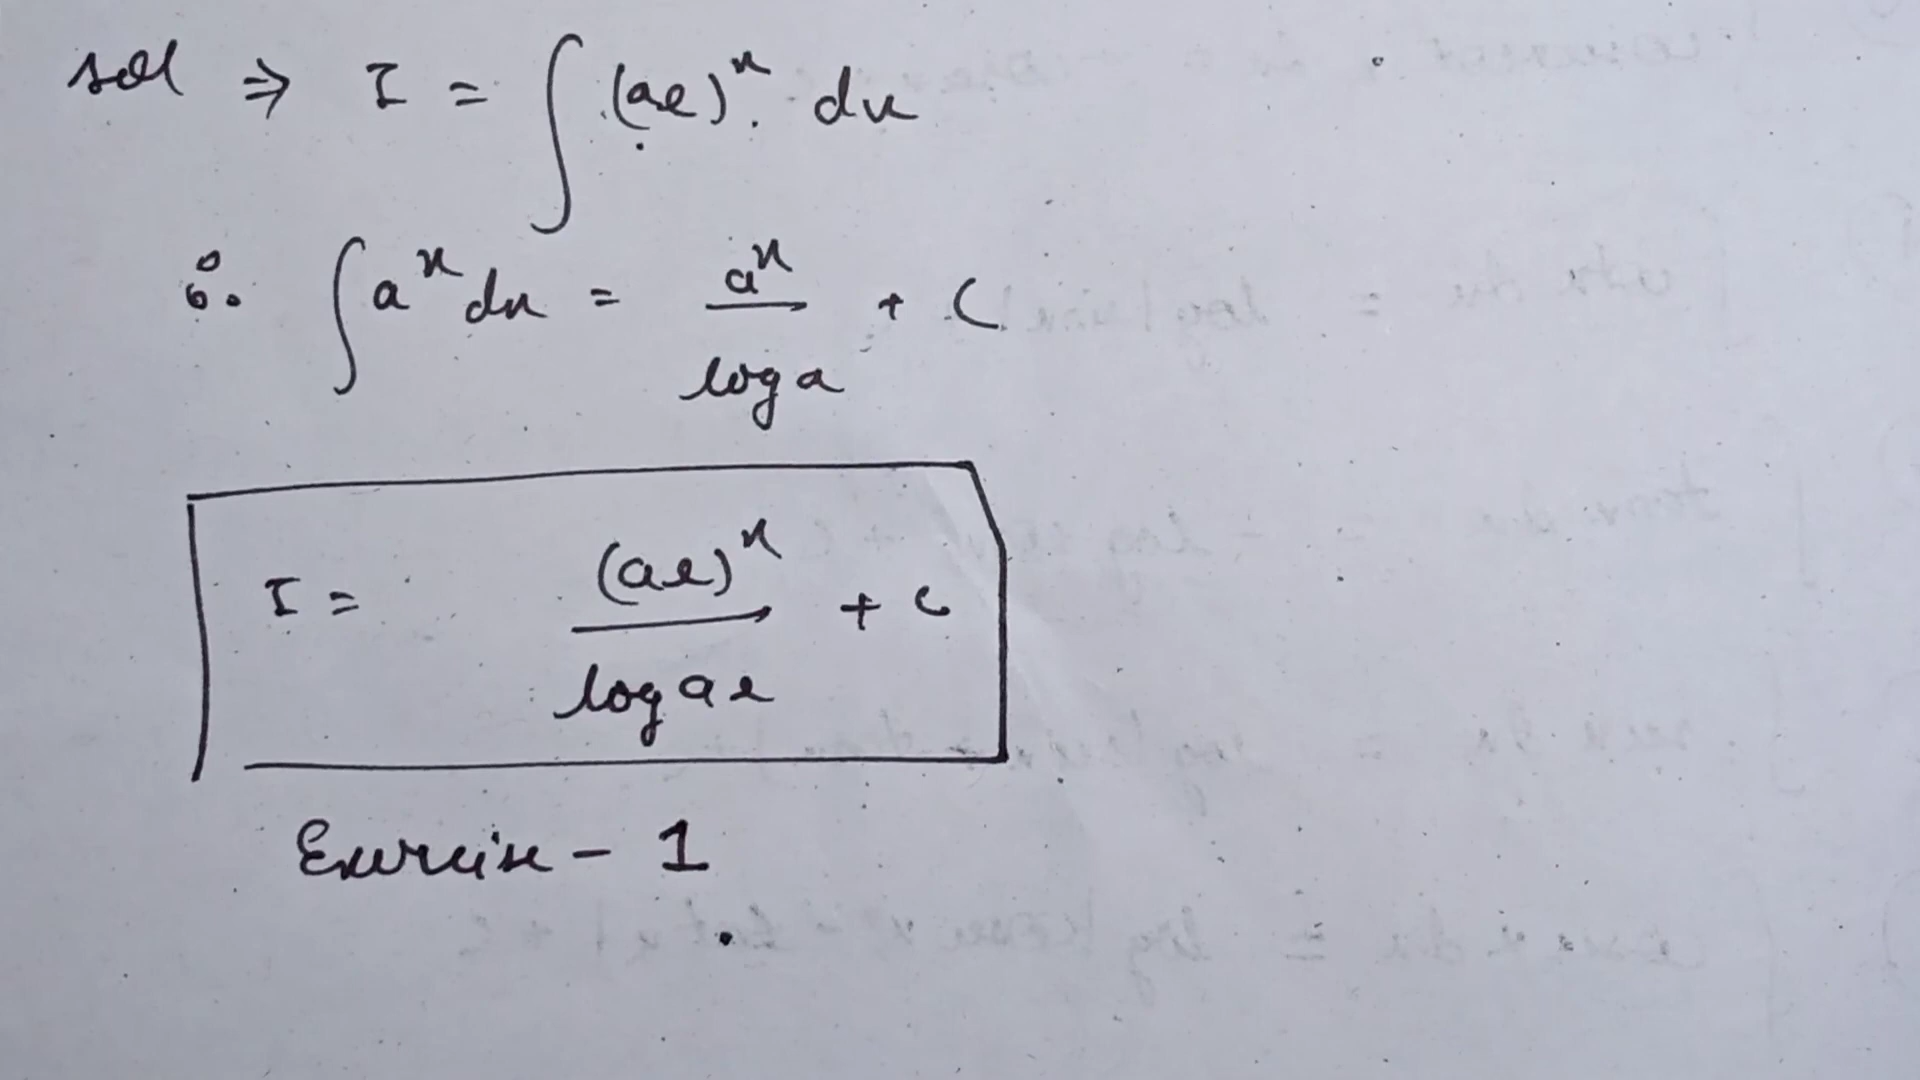 sol ⇒ I = ∫ (ae)^x dx
∵ ∫ a^x dx = a^x / log a + C
I = (ae)^x / log ae + c
Exercise - 1